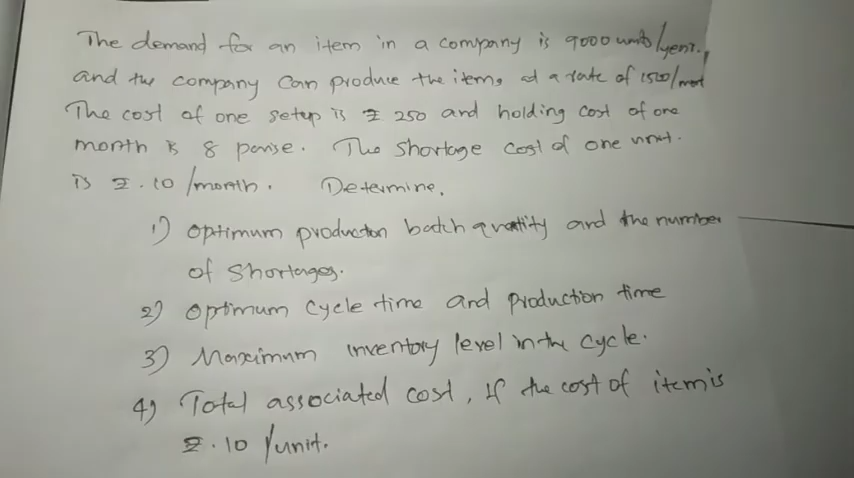 The demand for an item in a company is 9000 units/year,
and the company can produce the items at a rate of 1500/month
The cost of one setup is ₹ 250 and holding cost of one
month is 8 paise. The shortage cost of one unit.
is ₹.10 /month. Determine,
1) Optimum production batch quantity and the number
of Shortages.
2) Optimum cycle time and production time
3) Maximum inventory level in the cycle.
4) Total associated cost, If the cost of item is
₹.10 /unit.